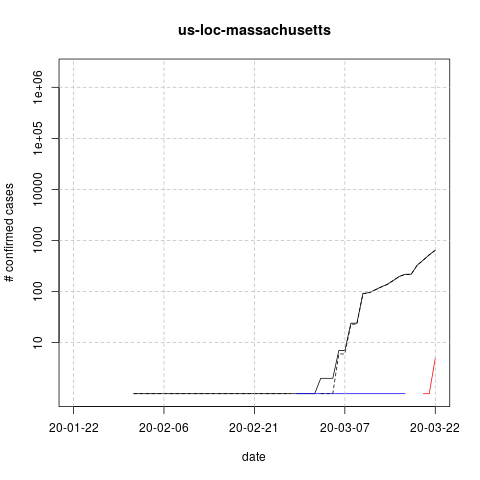 us-loc-massachusetts
# confirmed cases
1e+06
1e+05
10000
1000
100
10
20-01-22
20-02-06
20-02-21
20-03-07
20-03-22
date